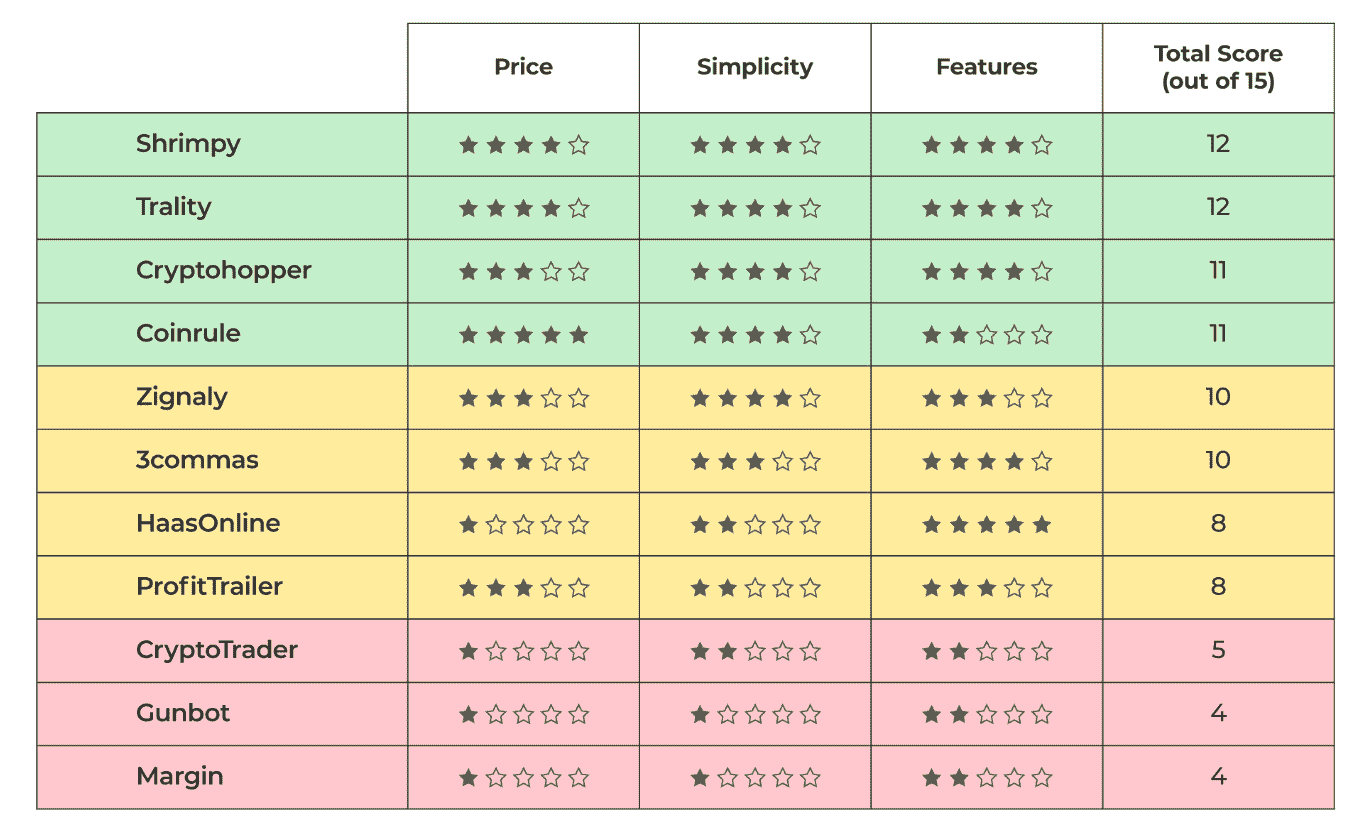 Price Simplicity Features Total Score
(out of 15)
Shrimpy ★★★★☆ ★★★★☆ ★★★★☆ 12
Trality ★★★★☆ ★★★★☆ ★★★★☆ 12
Cryptohopper ★★★☆☆ ★★★★☆ ★★★★☆ 11
Coinrule ★★★★★ ★★★★☆ ★★☆☆☆ 11
Zignaly ★★★☆☆ ★★★★☆ ★★★☆☆ 10
3commas ★★★☆☆ ★★★☆☆ ★★★★☆ 10
HaasOnline ★☆☆☆☆ ★★☆☆☆ ★★★★★ 8
ProfitTrailer ★★★☆☆ ★★☆☆☆ ★★★☆☆ 8
CryptoTrader ★☆☆☆☆ ★★☆☆☆ ★★☆☆☆ 5
Gunbot ★☆☆☆☆ ★☆☆☆☆ ★★☆☆☆ 4
Margin ★☆☆☆☆ ★☆☆☆☆ ★★☆☆☆ 4